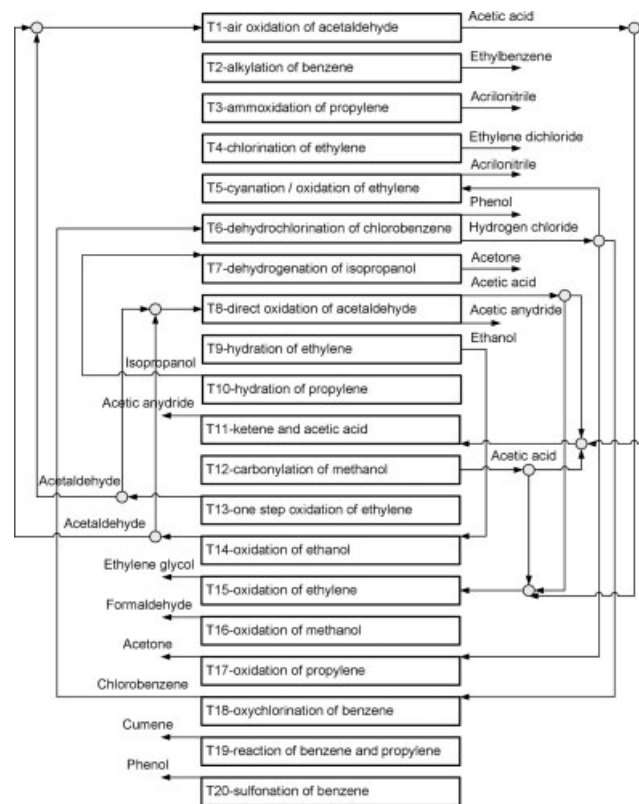 Acetic acid
T1-air oxidation of acetaldehyde
Ethylbenzene
T2-alkylation of benzene
Acrilonitrile
T3-ammoxidation of propylene
Ethylene dichloride
T4-chlorination of ethylene
Acrilonitrile
T5-cyanation / oxidation of ethylene
Phenol
T6-dehydrochlorination of chlorobenzene
Hydrogen chloride
Acetone
T7-dehydrogenation of isopropanol
Acetic acid
T8-direct oxidation of acetaldehyde
Acetic anydride
Ethanol
T9-hydration of ethylene
Isopropanol
T10-hydration of propylene
Acetic anydride
T11-ketene and acetic acid
Acetic acid
T12-carbonylation of methanol
Acetaldehyde
T13-one step oxidation of ethylene
Acetaldehyde
T14-oxidation of ethanol
Ethylene glycol
T15-oxidation of ethylene
Formaldehyde
T16-oxidation of methanol
Acetone
T17-oxidation of propylene
Chlorobenzene
T18-oxychlorination of benzene
Cumene
T19-reaction of benzene and propylene
Phenol
T20-sulfonation of benzene